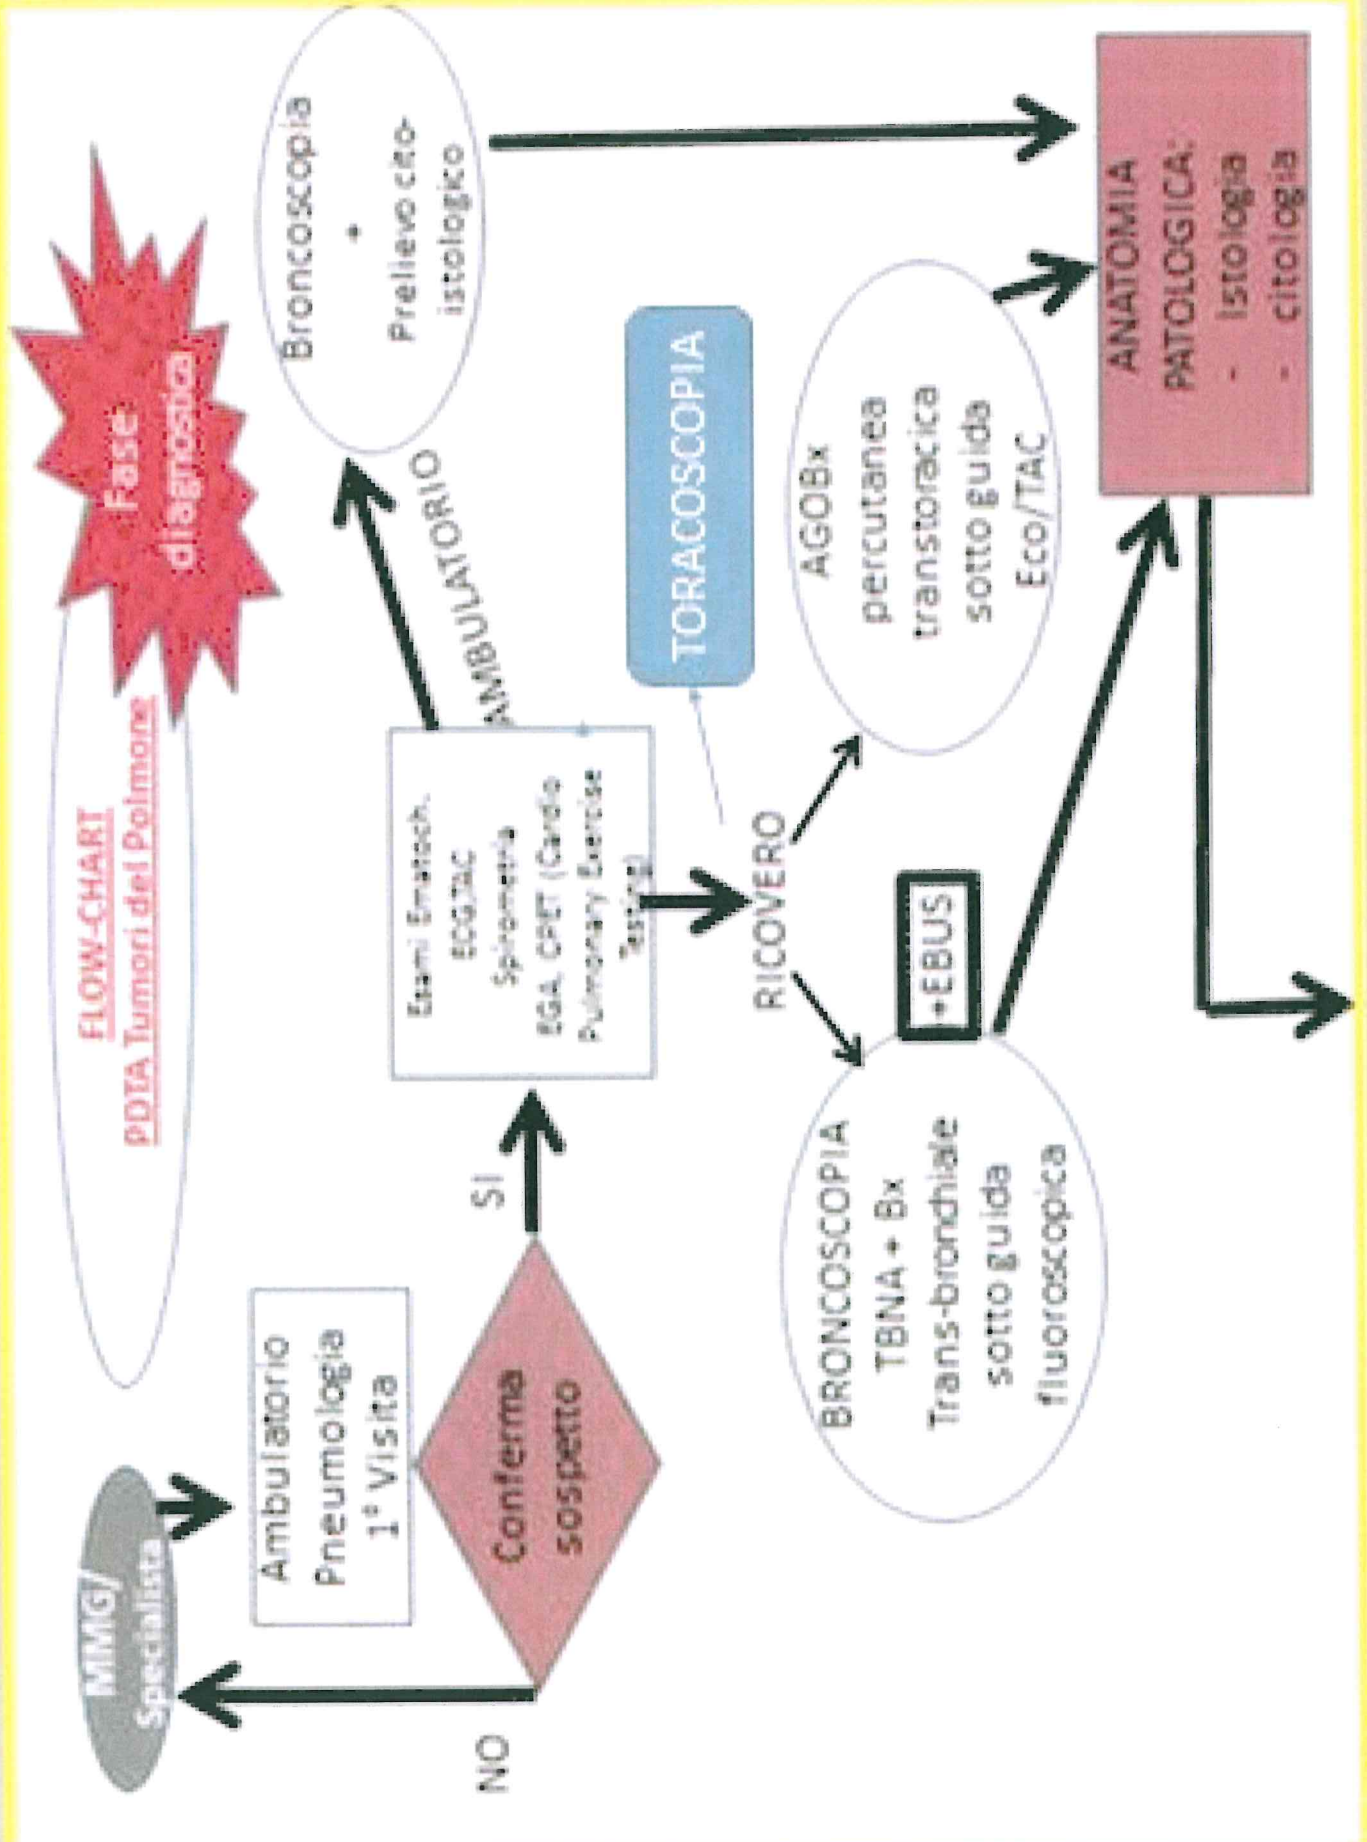 FLOW-CHART
PDTA Tumori del Polmone
Fase
diagnostica
MMG/
Specialista
Ambulatorio
Pneumologia
1° Visita
Conferma
sospetto
NO
SI
Esami Ematoch.
ECG,TAC
Spirometria
EGA, CPET (Cardio
Pulmonary Exercise
Testing)
AMBULATORIO
Broncoscopia
+
Prelievo cito-
istologico
RICOVERO
TORACOSCOPIA
BRONCOSCOPIA
TBNA + Bx
Trans-bronchiale
sotto guida
fluoroscopica
+EBUS
AGOBx
percutanea
transtoracica
sotto guida
Eco/TAC
ANATOMIA
PATOLOGICA:
- Istologia
- citologia